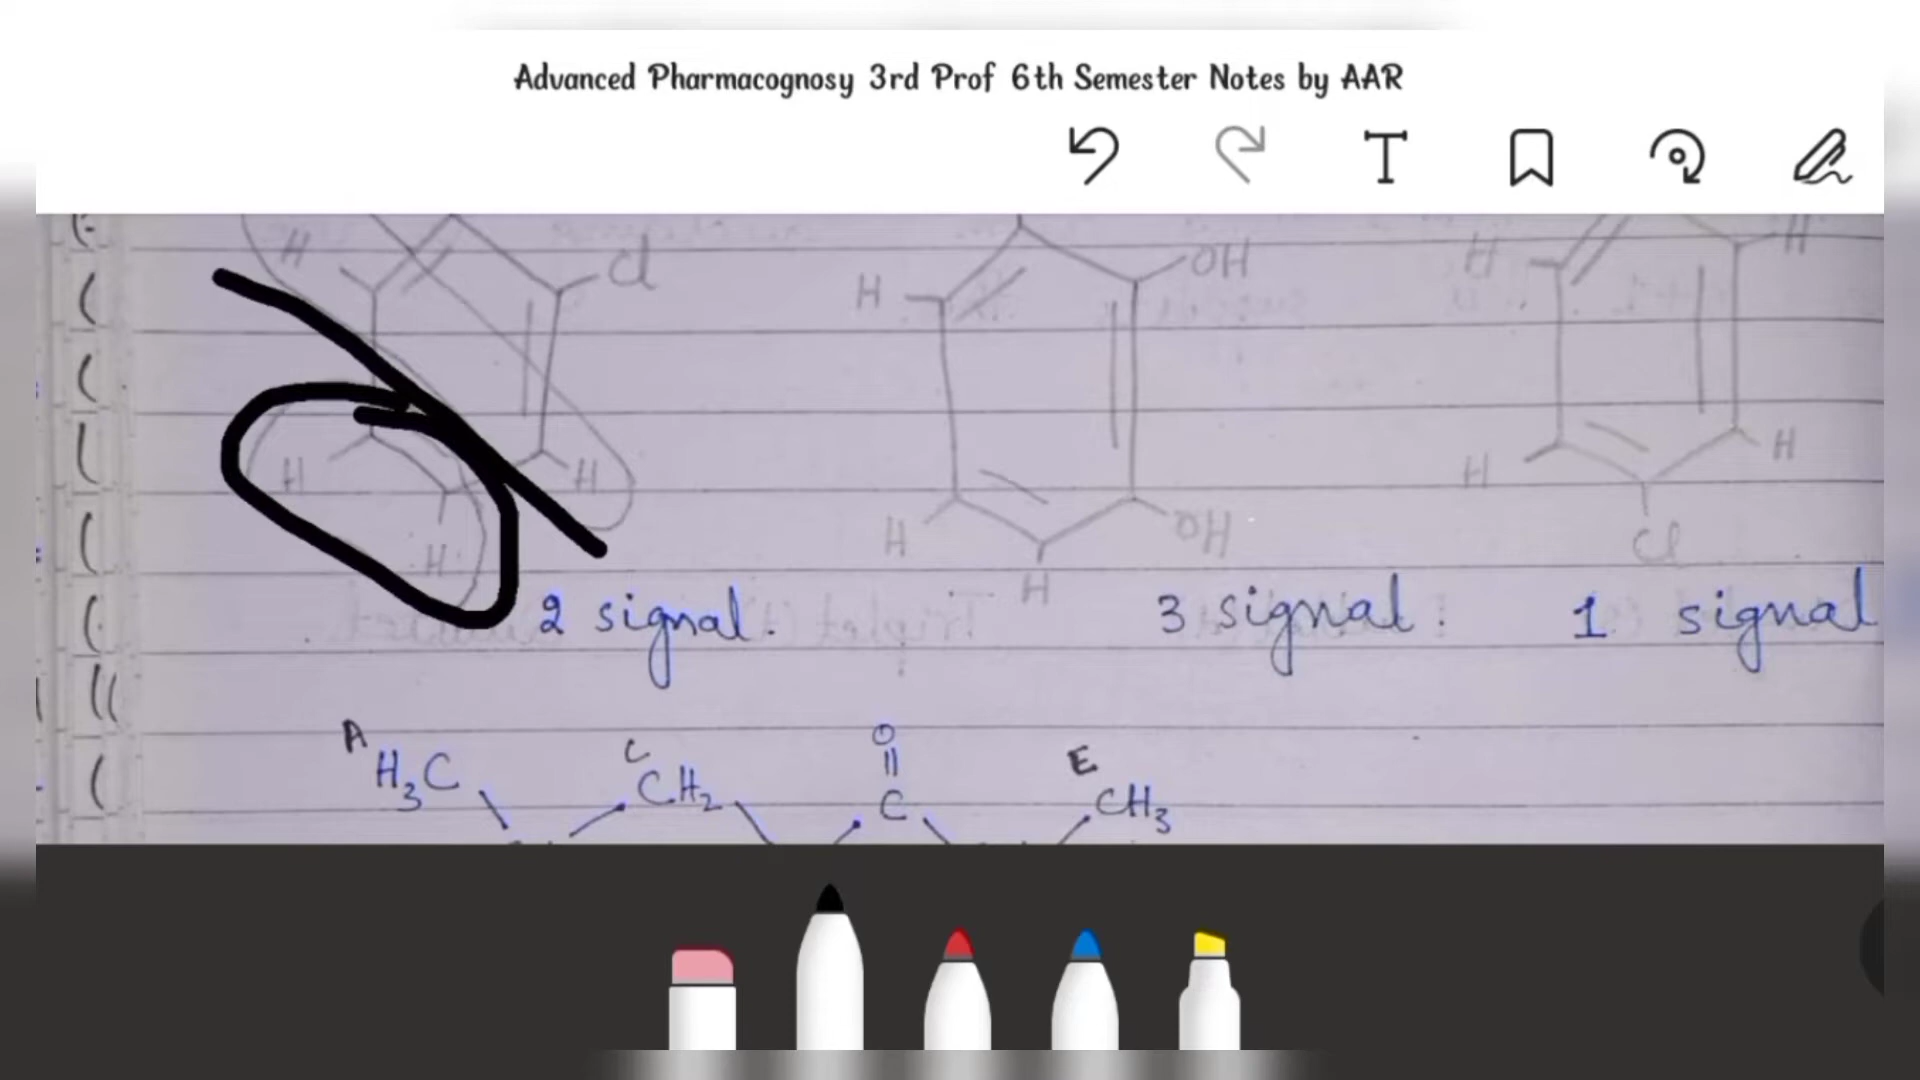 Advanced Pharmacognosy 3rd Prof 6th Semester Notes by AAR
T
H Cl H OH H H
H H H OH H H
H H Cl
2 signal. 3 signal. 1 signal
A C O E
H3C CH2 C CH3